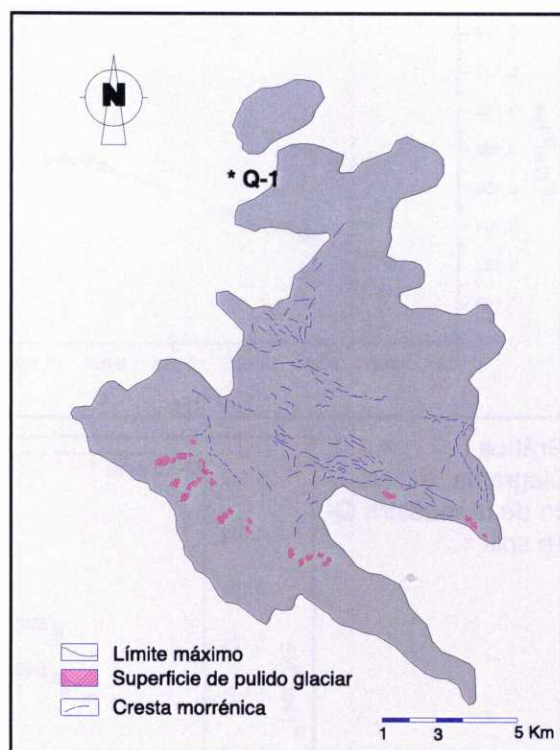 N
* Q-1
Límite máximo
Superficie de pulido glaciar
Cresta morrénica
1 3 5 Km